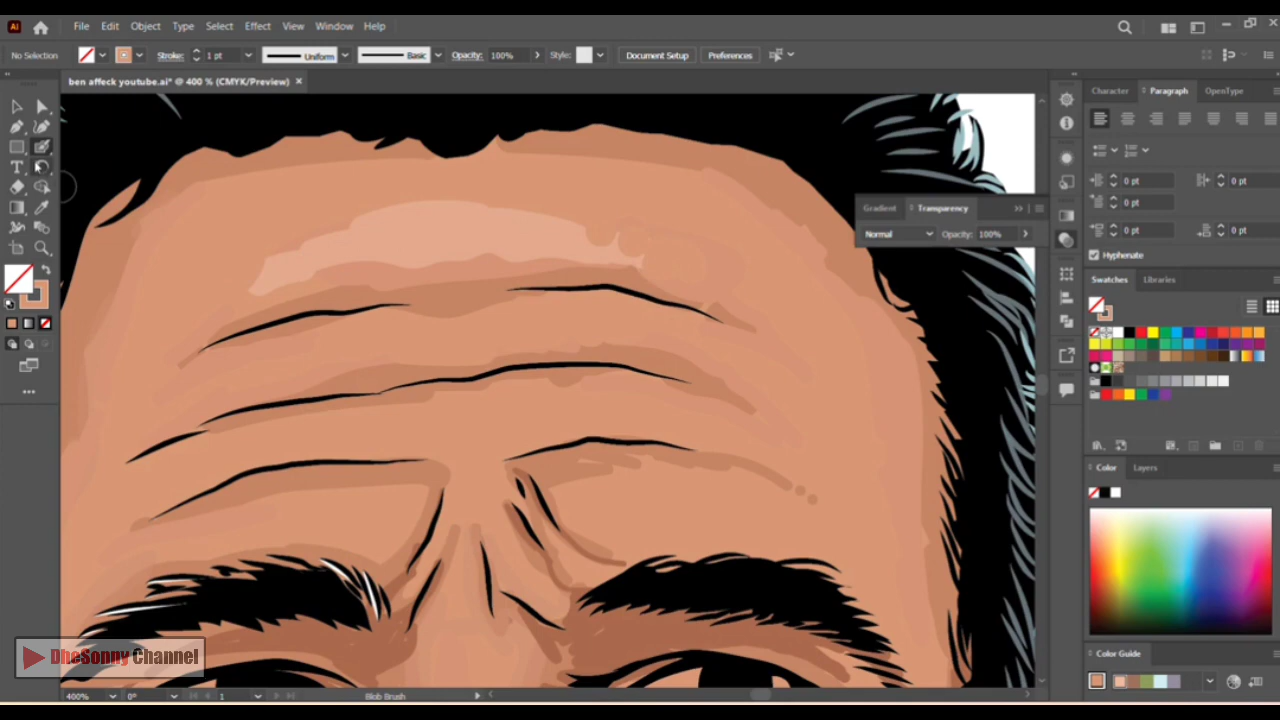 Ai File Edit Object Type Select Effect View Window Help
No Selection Stroke: 1 pt Uniform Basic Opacity: 100% Style: Document Setup Preferences
ben affeck youtube.ai* @ 400 % (CMYK/Preview)
Character Paragraph OpenType
0 pt 0 pt
0 pt
0 pt 0 pt
Hyphenate
Gradient Transparency
Normal Opacity: 100%
Swatches Libraries
Color Layers
Color Guide
DheSonny Channel
400% 0° 1 Blob Brush